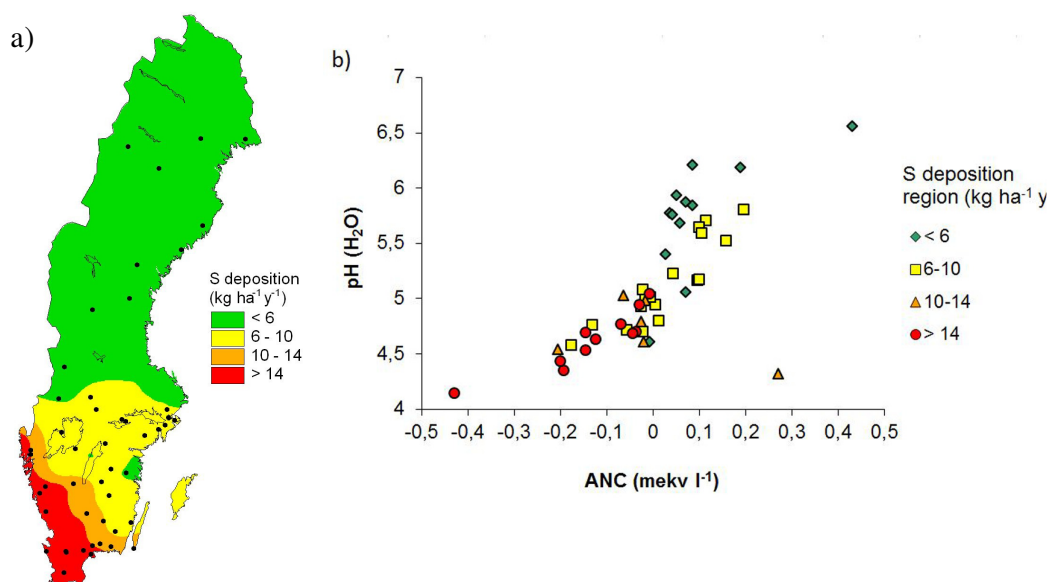 a)
S deposition
(kg ha⁻¹ y⁻¹)
< 6
6 - 10
10 - 14
> 14
b)
7
6,5
6
5,5
5
4,5
4
pH (H₂O)
-0,5 -0,4 -0,3 -0,2 -0,1 0 0,1 0,2 0,3 0,4 0,5
ANC (mekv l⁻¹)
S deposition
region (kg ha⁻¹ y
< 6
6-10
10-14
> 14